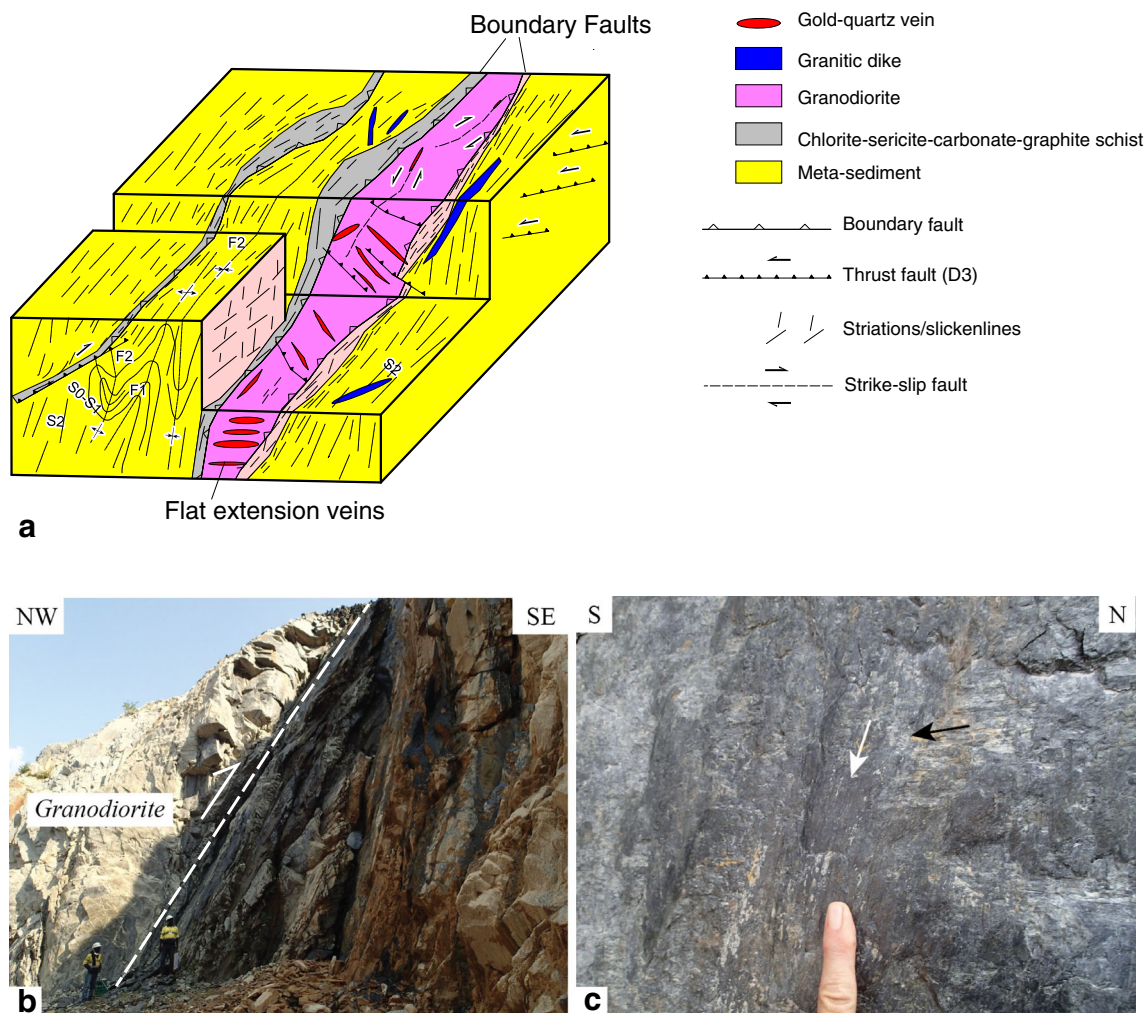 Boundary Faults
F2
F2
F1
S0-S1
S2
S2
Flat extension veins
a
Gold-quartz vein
Granitic dike
Granodiorite
Chlorite-sericite-carbonate-graphite schist
Meta-sediment
Boundary fault
Thrust fault (D3)
Striations/slickenlines
Strike-slip fault
NW
SE
Granodiorite
b
S
N
c